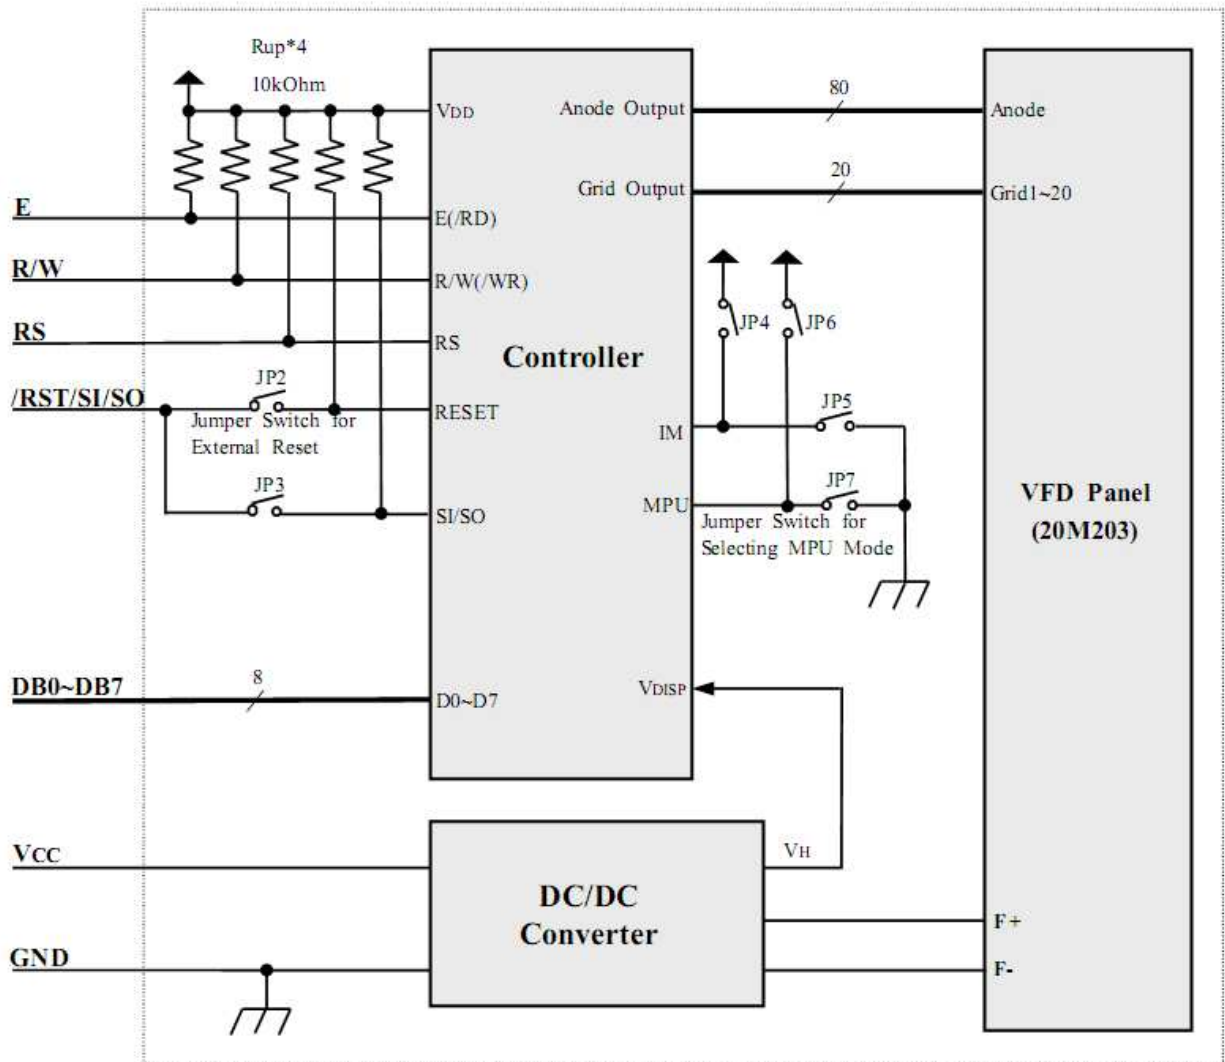 Rup*4
10kOhm
VDD
Anode Output
80
Anode
Grid Output
20
Grid1~20
E
E(/RD)
R/W
R/W(/WR)
RS
RS
Controller
JP4
JP6
/RST/SI/SO
JP2
RESET
Jumper Switch for
External Reset
JP5
IM
JP3
SI/SO
JP7
MPU
Jumper Switch for
Selecting MPU Mode
VFD Panel
(20M203)
DB0~DB7
8
D0~D7
VDISP
VCC
VH
DC/DC
Converter
F+
GND
F-